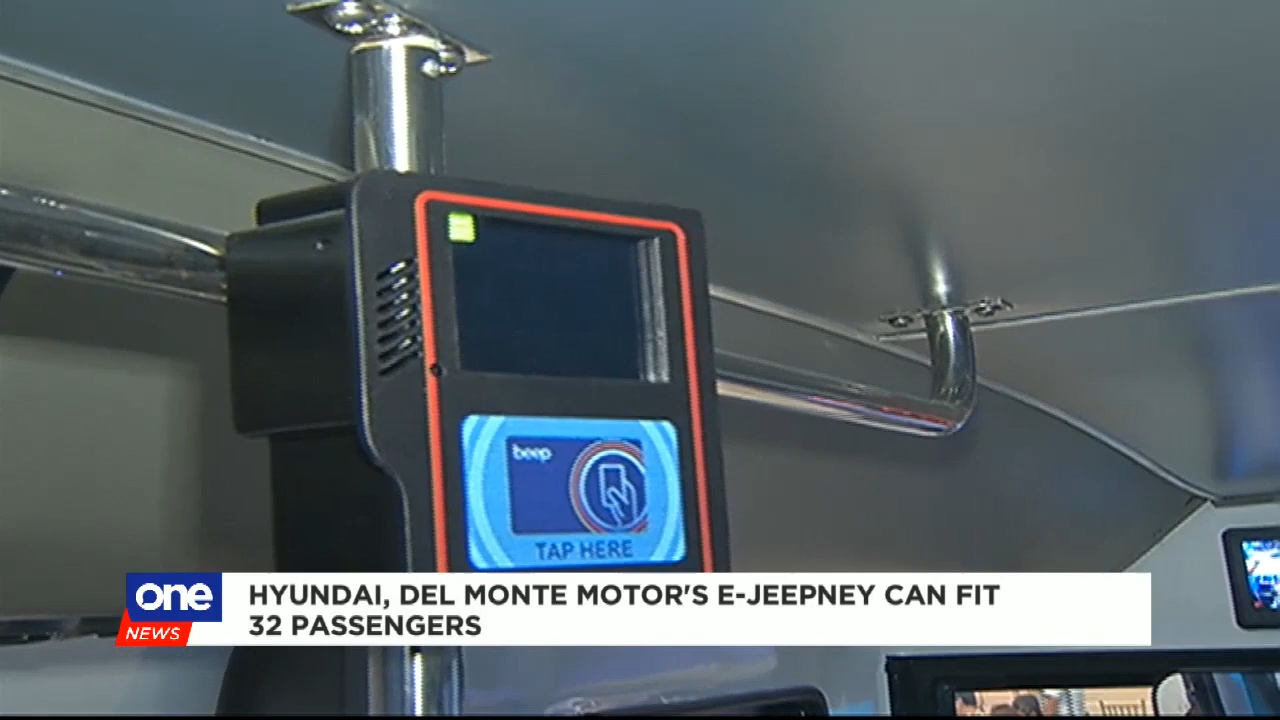 beep
TAP HERE
one
NEWS
HYUNDAI, DEL MONTE MOTOR'S E-JEEPNEY CAN FIT
32 PASSENGERS